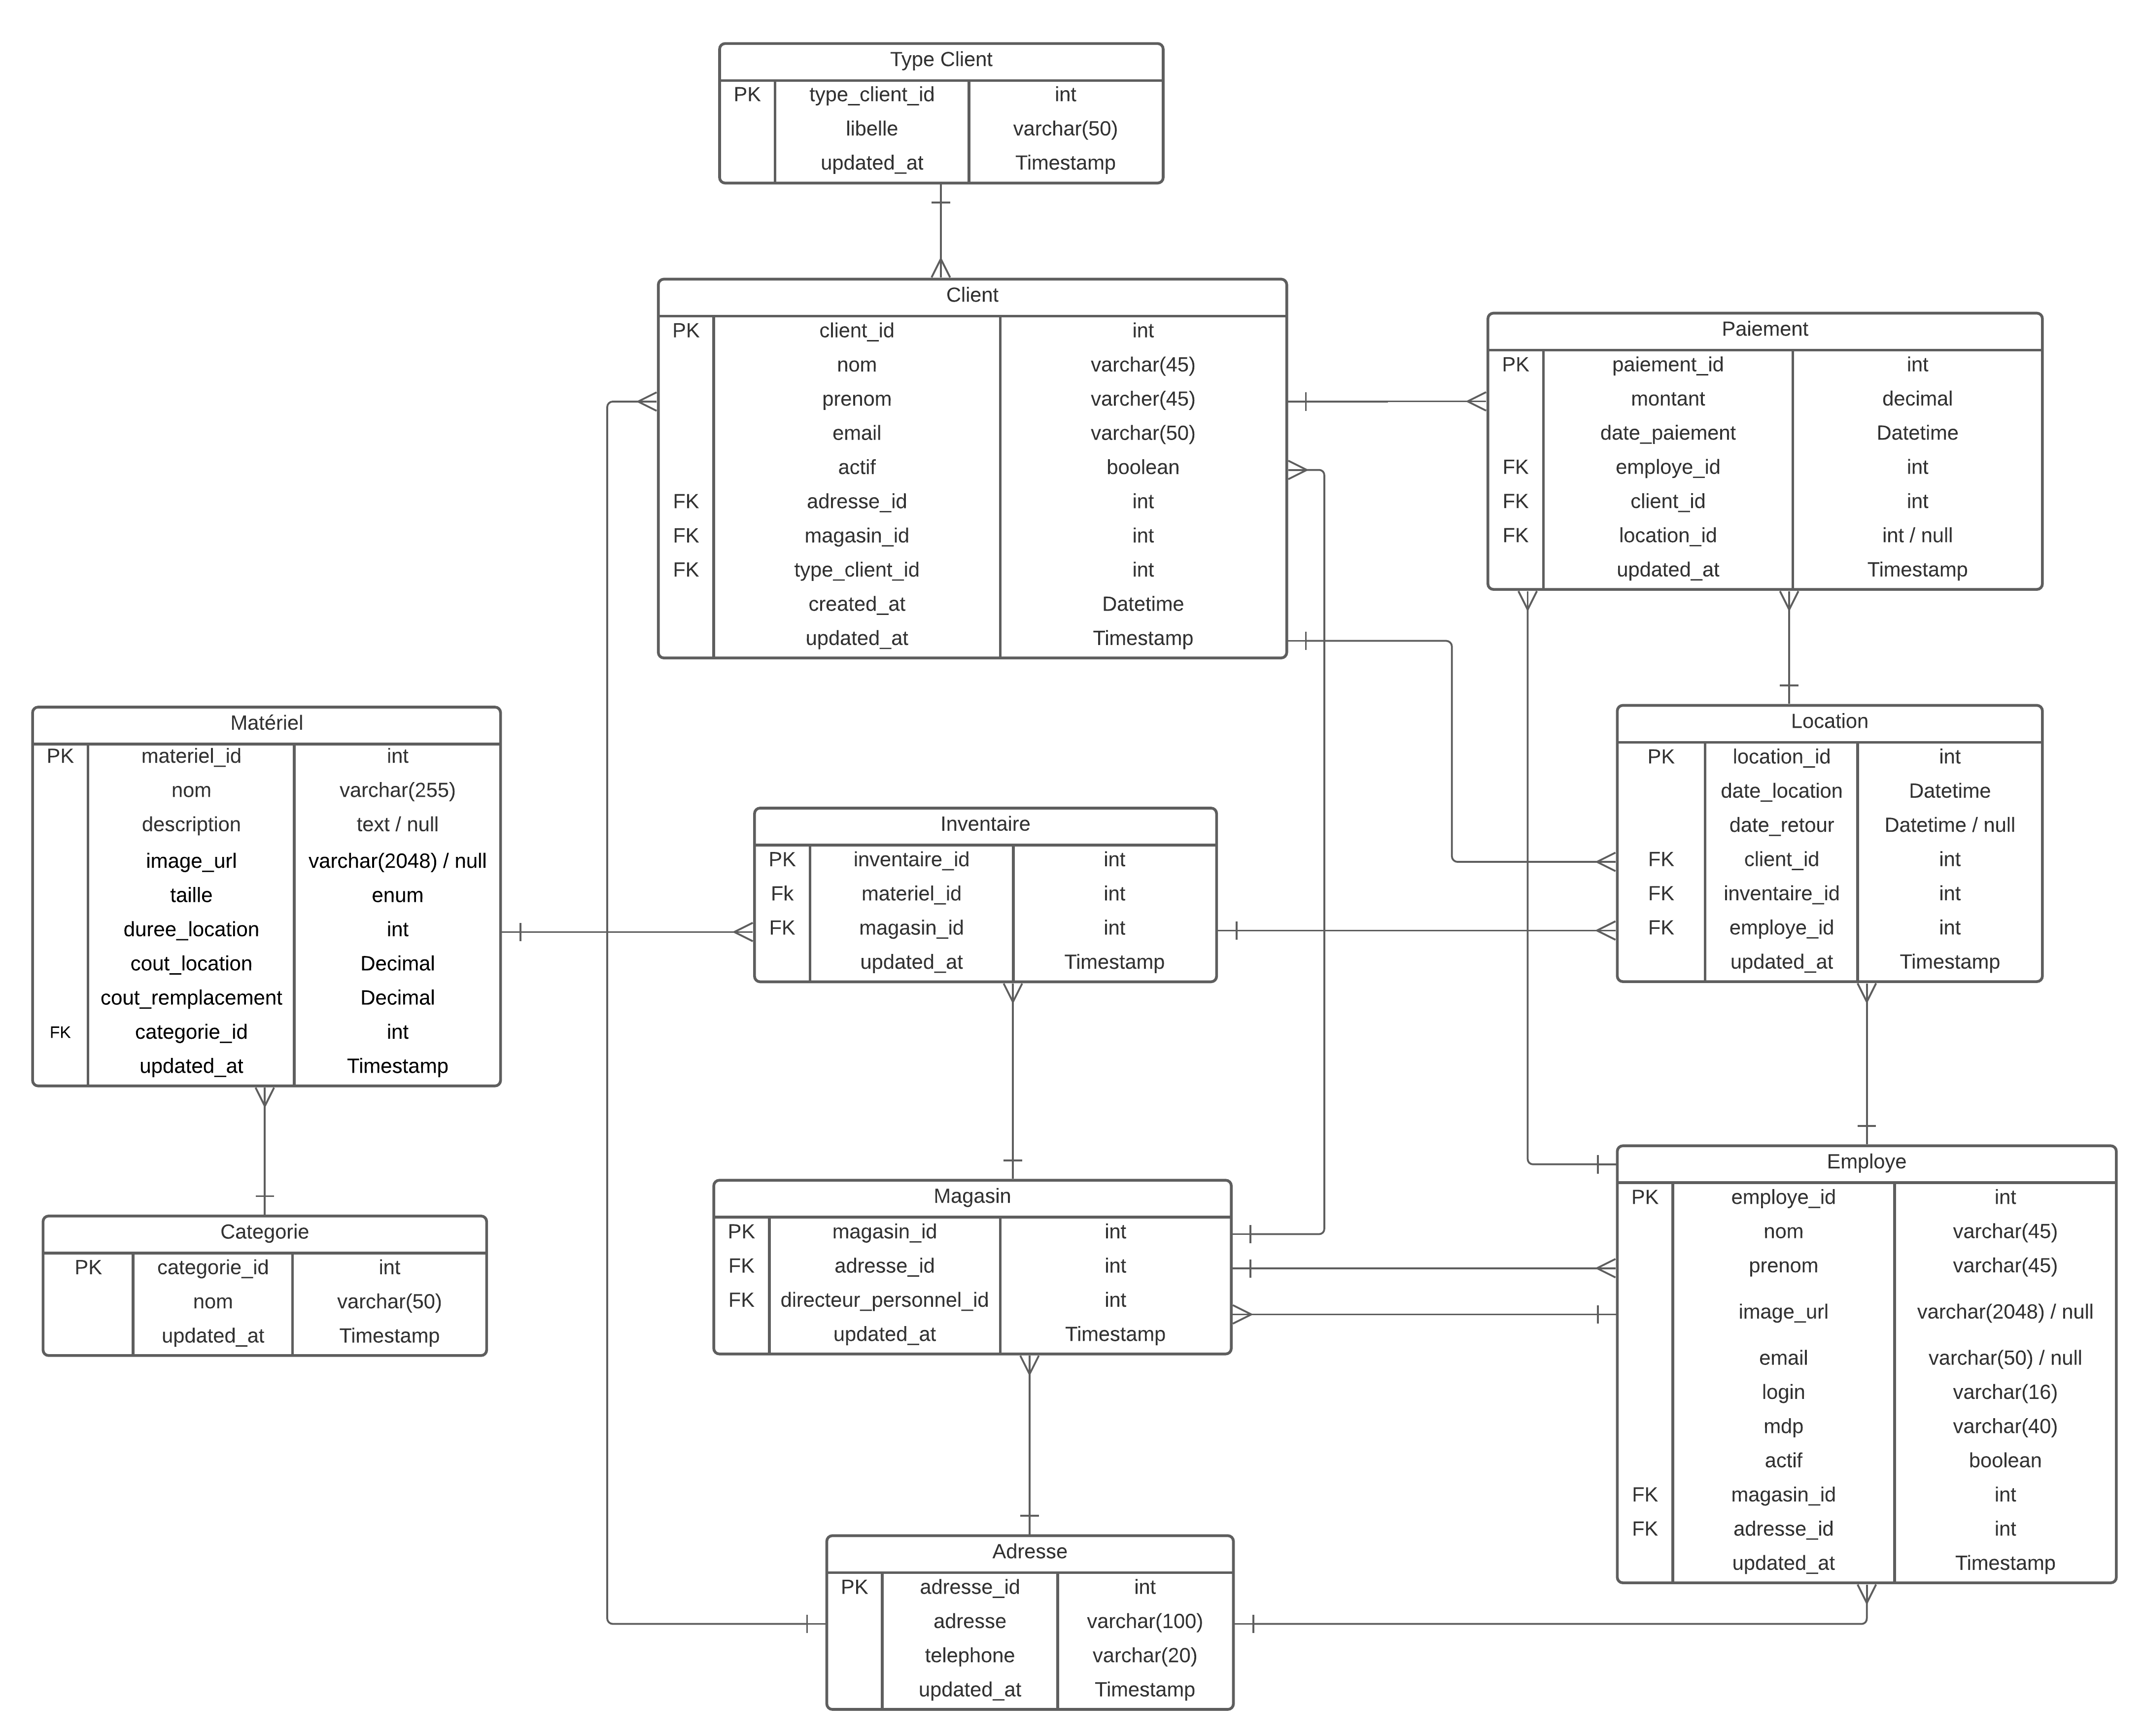 Type Client
PK type_client_id int
libelle varchar(50)
updated_at Timestamp
Client
PK client_id int
nom varchar(45)
prenom varcher(45)
email varchar(50)
actif boolean
FK adresse_id int
FK magasin_id int
FK type_client_id int
created_at Datetime
updated_at Timestamp
Paiement
PK paiement_id int
montant decimal
date_paiement Datetime
FK employe_id int
FK client_id int
FK location_id int / null
updated_at Timestamp
Matériel
PK materiel_id int
nom varchar(255)
description text / null
image_url varchar(2048) / null
taille enum
duree_location int
cout_location Decimal
cout_remplacement Decimal
FK categorie_id int
updated_at Timestamp
Inventaire
PK inventaire_id int
Fk materiel_id int
FK magasin_id int
updated_at Timestamp
Location
PK location_id int
date_location Datetime
date_retour Datetime / null
FK client_id int
FK inventaire_id int
FK employe_id int
updated_at Timestamp
Categorie
PK categorie_id int
nom varchar(50)
updated_at Timestamp
Magasin
PK magasin_id int
FK adresse_id int
FK directeur_personnel_id int
updated_at Timestamp
Employe
PK employe_id int
nom varchar(45)
prenom varchar(45)
image_url varchar(2048) / null
email varchar(50) / null
login varchar(16)
mdp varchar(40)
actif boolean
FK magasin_id int
FK adresse_id int
updated_at Timestamp
Adresse
PK adresse_id int
adresse varchar(100)
telephone varchar(20)
updated_at Timestamp